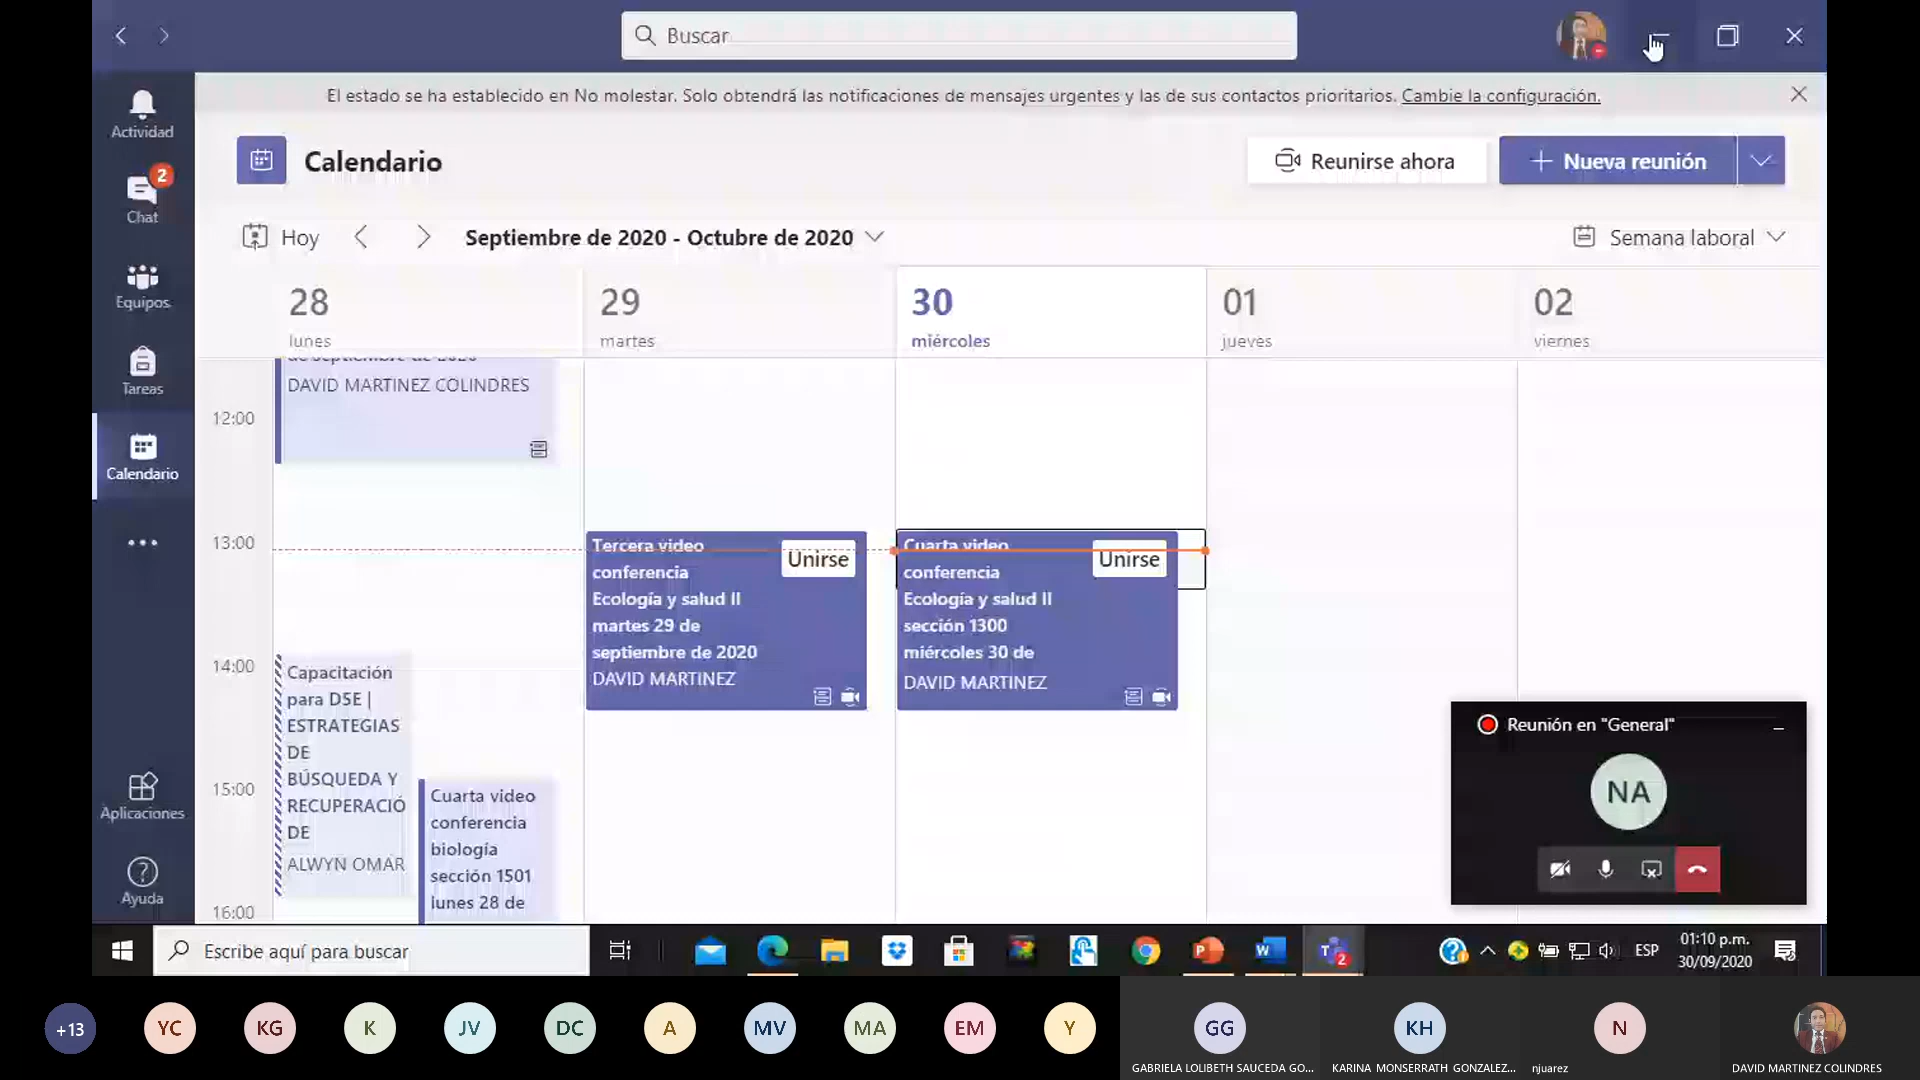 Buscar
El estado se ha establecido en No molestar. Solo obtendrá las notificaciones de mensajes urgentes y las de sus contactos prioritarios. Cambie la configuración.
Actividad
2
Chat
Equipos
Tareas
Calendario
Aplicaciones
Ayuda
Calendario
Reunirse ahora
Nueva reunión
Hoy
Septiembre de 2020 - Octubre de 2020
Semana laboral
28
lunes
29
martes
30
miércoles
01
jueves
02
viernes
12:00
13:00
14:00
15:00
16:00
de septiembre de 2020
DAVID MARTINEZ COLINDRES
Capacitación
para DSE |
ESTRATEGIAS
DE
BÚSQUEDA Y
RECUPERACIÓ
DE
ALWYN OMAR
Cuarta video
conferencia
biología
sección 1501
lunes 28 de
Tercera video
conferencia
Ecología y salud II
martes 29 de
septiembre de 2020
DAVID MARTINEZ
Unirse
Cuarta video
conferencia
Ecología y salud II
sección 1300
miércoles 30 de
DAVID MARTINEZ
Unirse
Reunión en "General"
NA
Escribe aquí para buscar
2
ESP
01:10 p.m.
30/09/2020
+13
YC
KG
K
JV
DC
A
MV
MA
EM
Y
GG
GABRIELA LOLIBETH SAUCEDA GO...
KH
KARINA MONSERRATH GONZALEZ...
N
njuarez
DAVID MARTINEZ COLINDRES